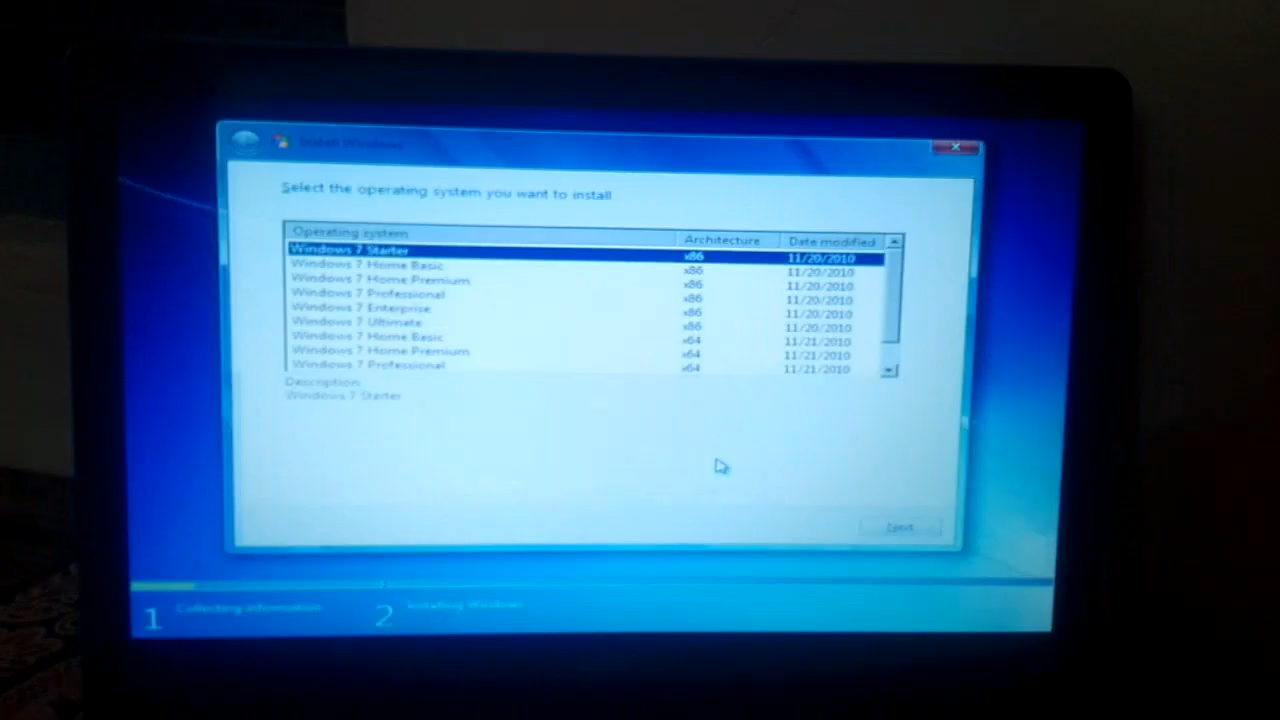 Install Windows
Select the operating system you want to install
Operating system Architecture Date modified
Windows 7 Starter x86 11/20/2010
Windows 7 Home Basic x86 11/20/2010
Windows 7 Home Premium x86 11/20/2010
Windows 7 Professional x86 11/20/2010
Windows 7 Enterprise x86 11/20/2010
Windows 7 Ultimate x86 11/20/2010
Windows 7 Home Basic x64 11/21/2010
Windows 7 Home Premium x64 11/21/2010
Windows 7 Professional x64 11/21/2010
Description:
Windows 7 Starter
Next
1 Collecting information 2 Installing Windows